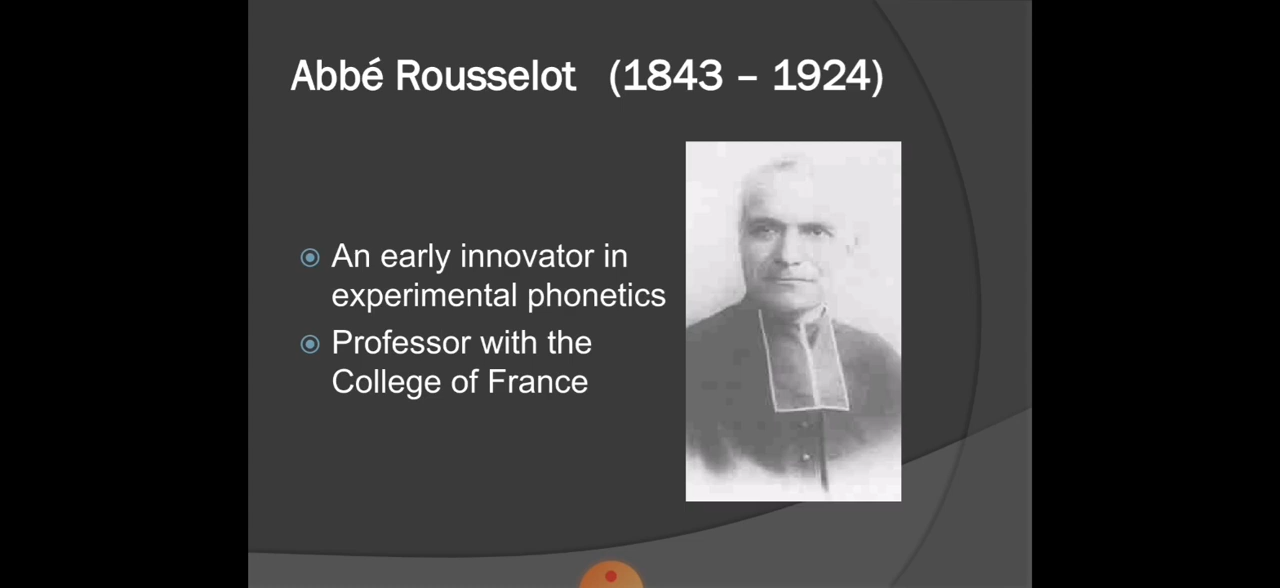 Abbé Rousselot (1843 – 1924)
An early innovator in
experimental phonetics
Professor with the
College of France